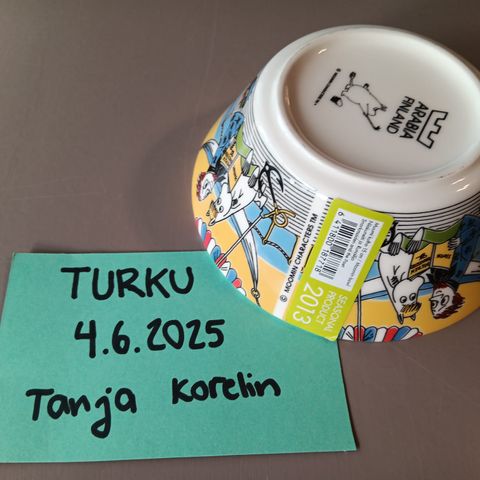 TURKU
4.6.2025
Tanja Korelin
ARABIA
FINLAND
© MOOMIN CHARACTERS TM
SEASONAL
PRODUCT
2013